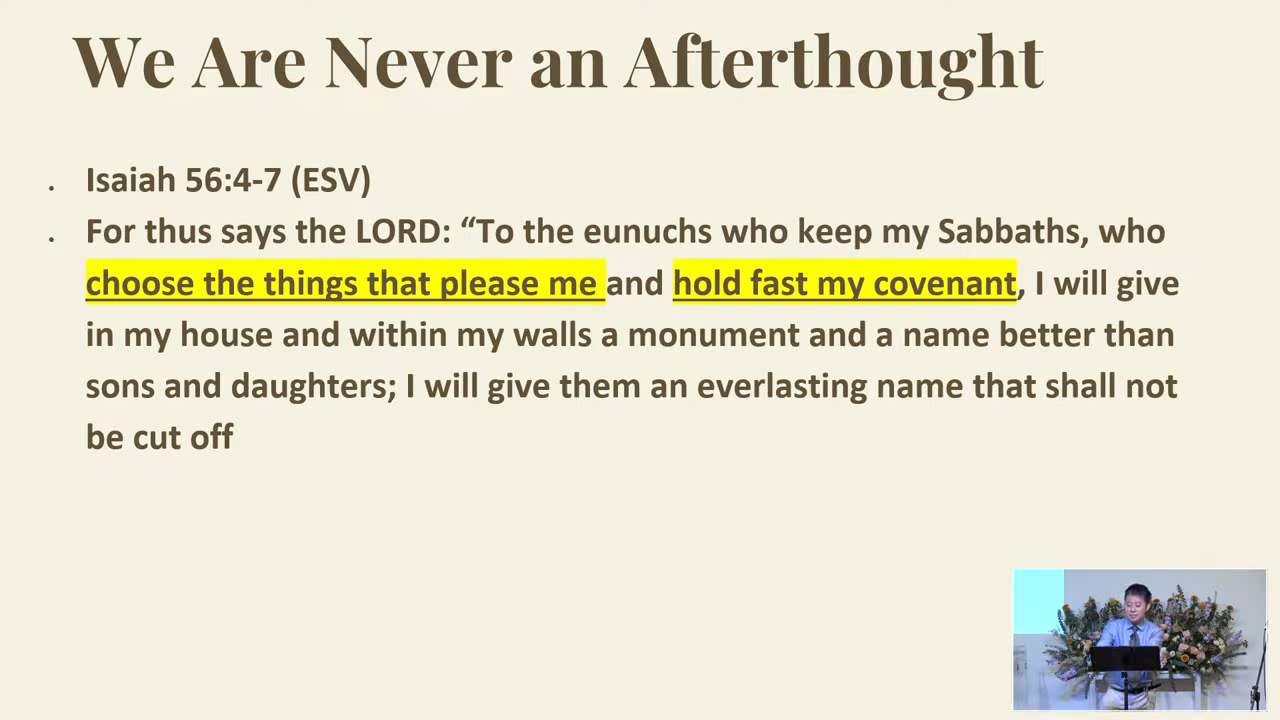 We Are Never an Afterthought
. Isaiah 56:4-7 (ESV)
. For thus says the LORD: “To the eunuchs who keep my Sabbaths, who
choose the things that please me and hold fast my covenant, I will give
in my house and within my walls a monument and a name better than
sons and daughters; I will give them an everlasting name that shall not
be cut off